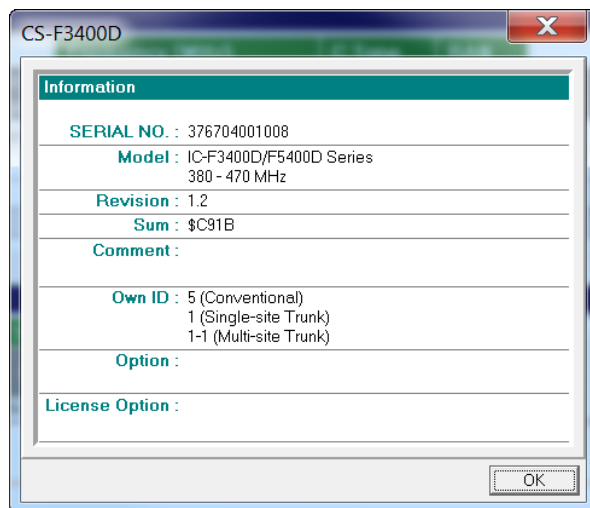 CS-F3400D
Information
SERIAL NO. : 376704001008
Model : IC-F3400D/F5400D Series
380 - 470 MHz
Revision : 1.2
Sum : $C91B
Comment :
Own ID : 5 (Conventional)
1 (Single-site Trunk)
1-1 (Multi-site Trunk)
Option :
License Option :
OK